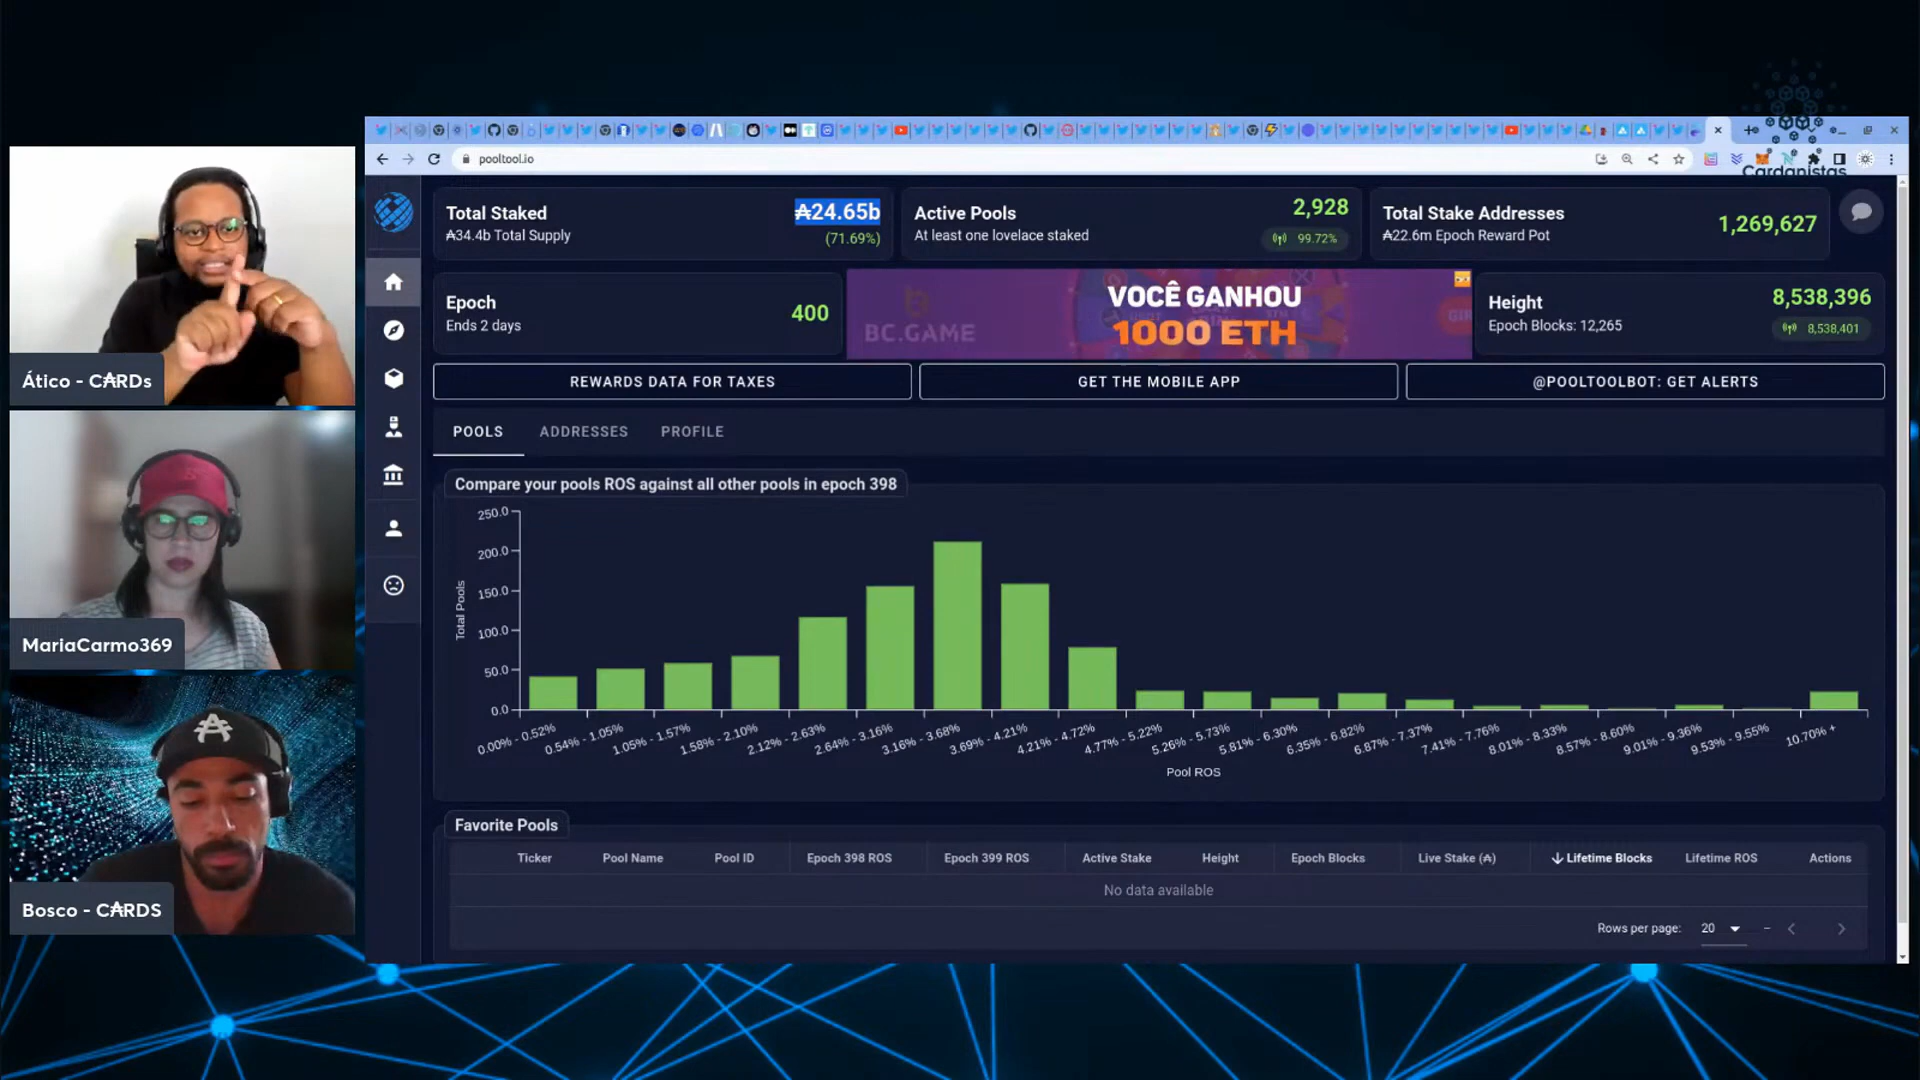 Cardanistas
pooltool.io
Total Staked
₳34.4b Total Supply
₳24.65b
(71.69%)
Active Pools
At least one lovelace staked
2,928
99.72%
Total Stake Addresses
₳22.6m Epoch Reward Pot
1,269,627
Epoch
Ends 2 days
400
BC.GAME
VOCÊ GANHOU
1000 ETH
Height
Epoch Blocks: 12,265
8,538,396
8,538,401
REWARDS DATA FOR TAXES
GET THE MOBILE APP
@POOLTOOLBOT: GET ALERTS
POOLS
ADDRESSES
PROFILE
Compare your pools ROS against all other pools in epoch 398
250.0
200.0
150.0
100.0
50.0
0.0
Total Pools
0.00% - 0.52%
0.54% - 1.05%
1.05% - 1.57%
1.58% - 2.10%
2.12% - 2.63%
2.64% - 3.16%
3.16% - 3.68%
3.69% - 4.21%
4.21% - 4.72%
4.77% - 5.22%
5.26% - 5.73%
5.81% - 6.30%
6.35% - 6.82%
6.87% - 7.37%
7.41% - 7.76%
8.01% - 8.33%
8.57% - 8.60%
9.01% - 9.36%
9.53% - 9.55%
10.70% +
Pool ROS
Favorite Pools
Ticker
Pool Name
Pool ID
Epoch 398 ROS
Epoch 399 ROS
Active Stake
Height
Epoch Blocks
Live Stake (₳)
Lifetime Blocks
Lifetime ROS
Actions
No data available
Rows per page:
20
–
Ático - C₳RDs
MariaCarmo369
Bosco - C₳RDS